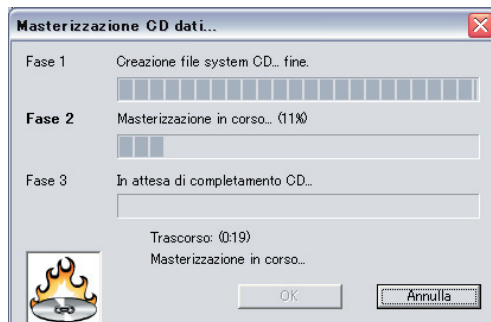 Masterizzazione CD dati...
Fase 1 Creazione file system CD... fine.
Fase 2 Masterizzazione in corso... (11%)
Fase 3 In attesa di completamento CD...
Trascorso: (0:19)
Masterizzazione in corso...
OK Annulla